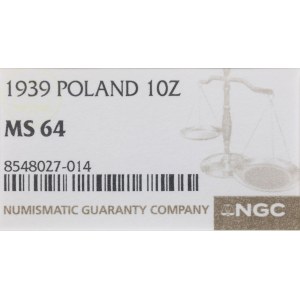 1939 POLAND 10Z
MS 64
8548027-014
NUMISMATIC GUARANTY COMPANY NGC